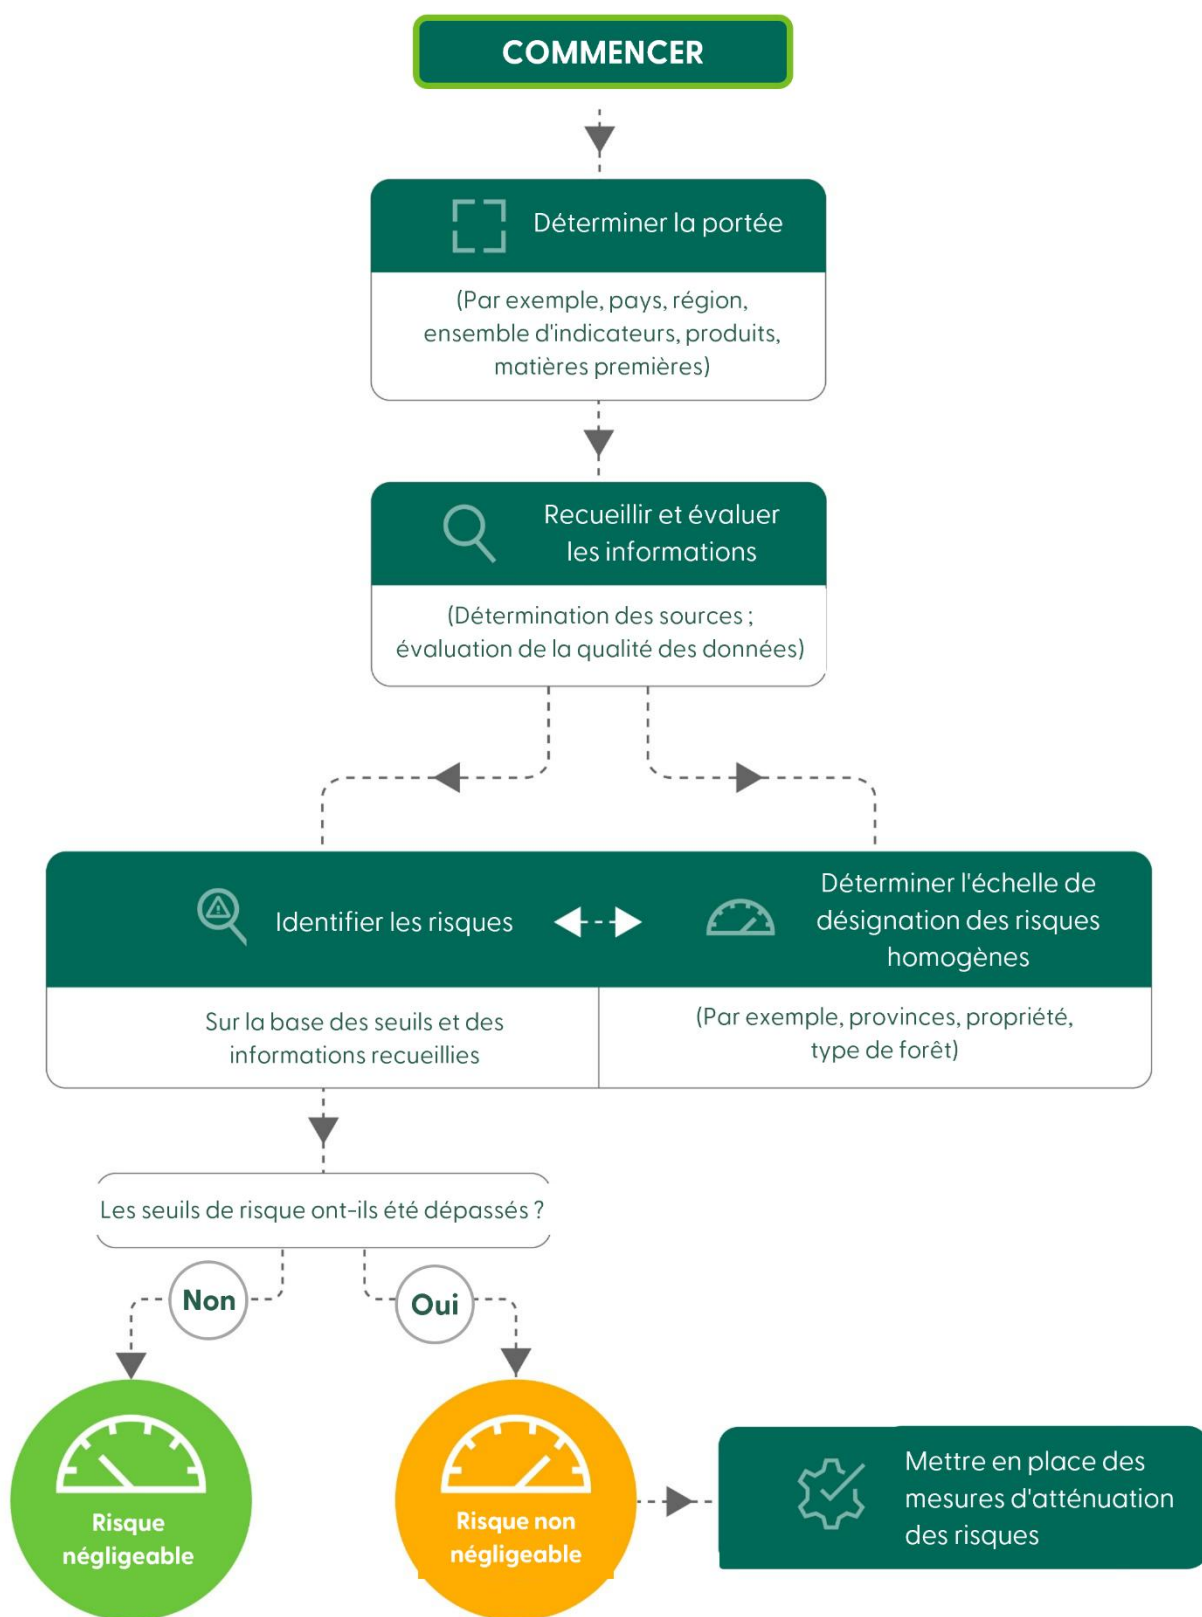 COMMENCER
Déterminer la portée
(Par exemple, pays, région,
ensemble d'indicateurs, produits,
matières premières)
Recueillir et évaluer
les informations
(Détermination des sources ;
évaluation de la qualité des données)
Identifier les risques
Déterminer l'échelle de
désignation des risques
homogènes
Sur la base des seuils et des
informations recueillies
(Par exemple, provinces, propriété,
type de forêt)
Les seuils de risque ont-ils été dépassés ?
Non
Oui
Risque
négligeable
Risque non
négligeable
Mettre en place des
mesures d'atténuation
des risques